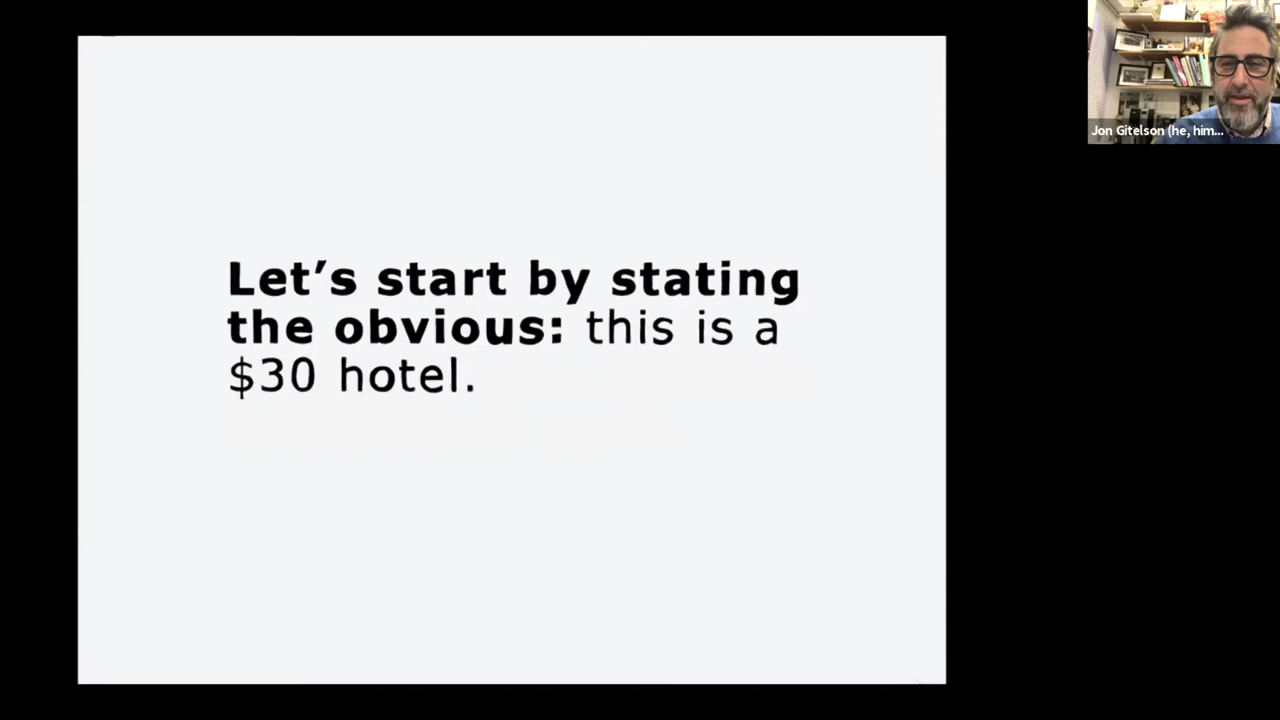 Let’s start by stating
the obvious: this is a
$30 hotel.
Jon Gitelson (he, him...